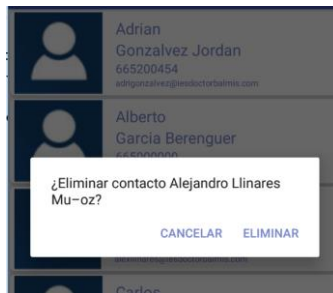 Adrian
Gonzalvez Jordan
665200454
adrigonzalvez@iesdoctorbalmis.com
Alberto
Garcia Berenguer
¿Eliminar contacto Alejandro Llinares
Mu–oz?
CANCELAR ELIMINAR
Carlos